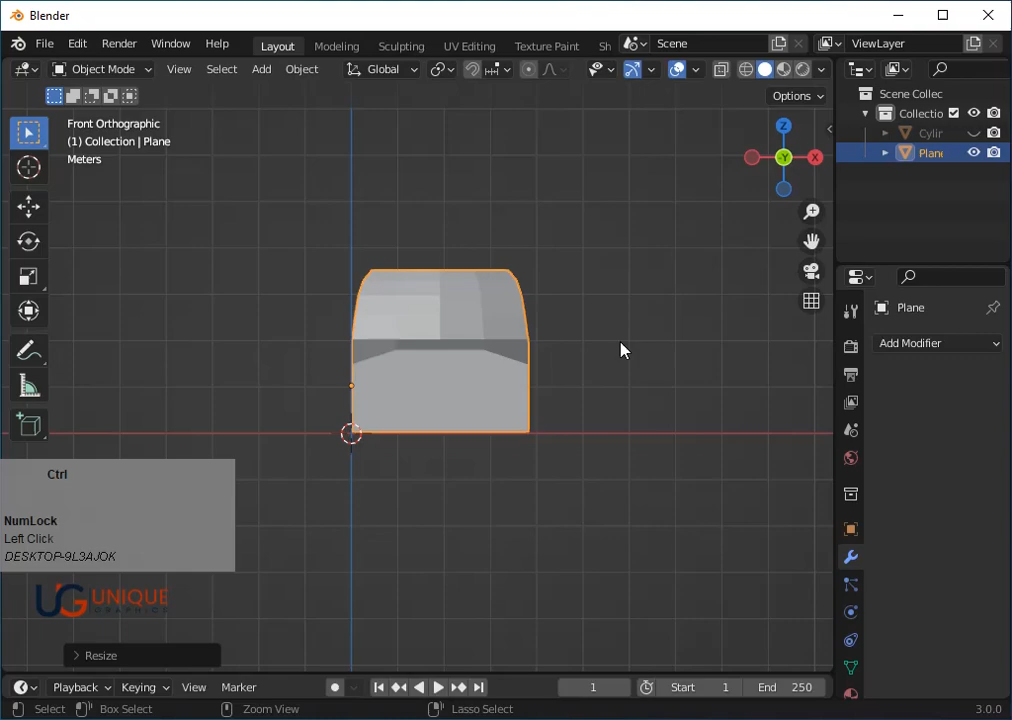 Blender
File Edit Render Window Help Layout Modeling Sculpting UV Editing Texture Paint Sh Scene ViewLayer
Object Mode View Select Add Object Global
Options
Front Orthographic
(1) Collection | Plane
Meters
Z
-Y
X
Scene Collec
Collectio
Cylir
Plane
Plane
Add Modifier
Ctrl
NumLock
Left Click
DESKTOP-9L3AJOK
UG UNIQUE
GRAPHICS
Resize
Playback Keying View Marker 1 Start 1 End 250
Select Box Select Zoom View Lasso Select 3.0.0